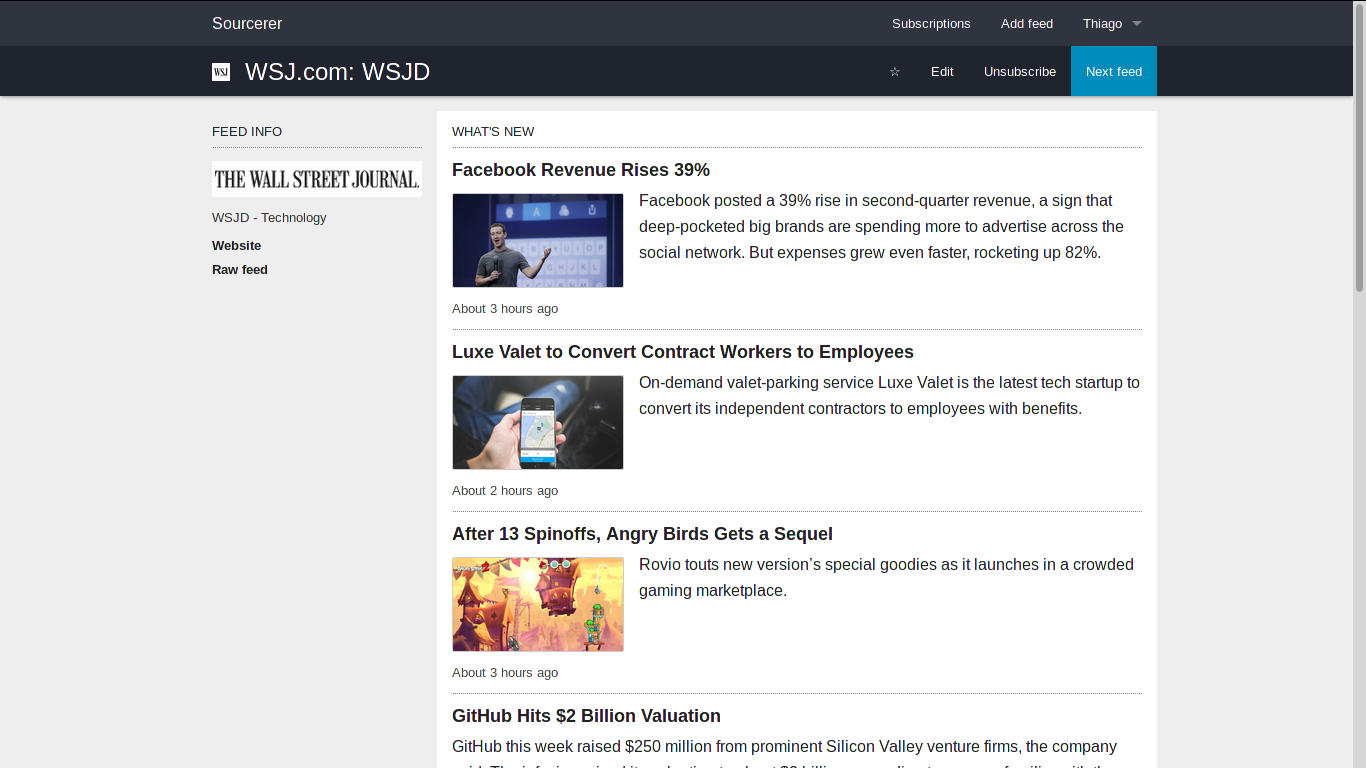 Sourcerer
Subscriptions
Add feed
Thiago
WSJ
WSJ.com: WSJD
☆
Edit
Unsubscribe
Next feed
FEED INFO
THE WALL STREET JOURNAL.
WSJD - Technology
Website
Raw feed
WHAT'S NEW
Facebook Revenue Rises 39%
Facebook posted a 39% rise in second-quarter revenue, a sign that
deep-pocketed big brands are spending more to advertise across the
social network. But expenses grew even faster, rocketing up 82%.
About 3 hours ago
Luxe Valet to Convert Contract Workers to Employees
On-demand valet-parking service Luxe Valet is the latest tech startup to
convert its independent contractors to employees with benefits.
About 2 hours ago
After 13 Spinoffs, Angry Birds Gets a Sequel
Rovio touts new version’s special goodies as it launches in a crowded
gaming marketplace.
About 3 hours ago
GitHub Hits $2 Billion Valuation
GitHub this week raised $250 million from prominent Silicon Valley venture firms, the company